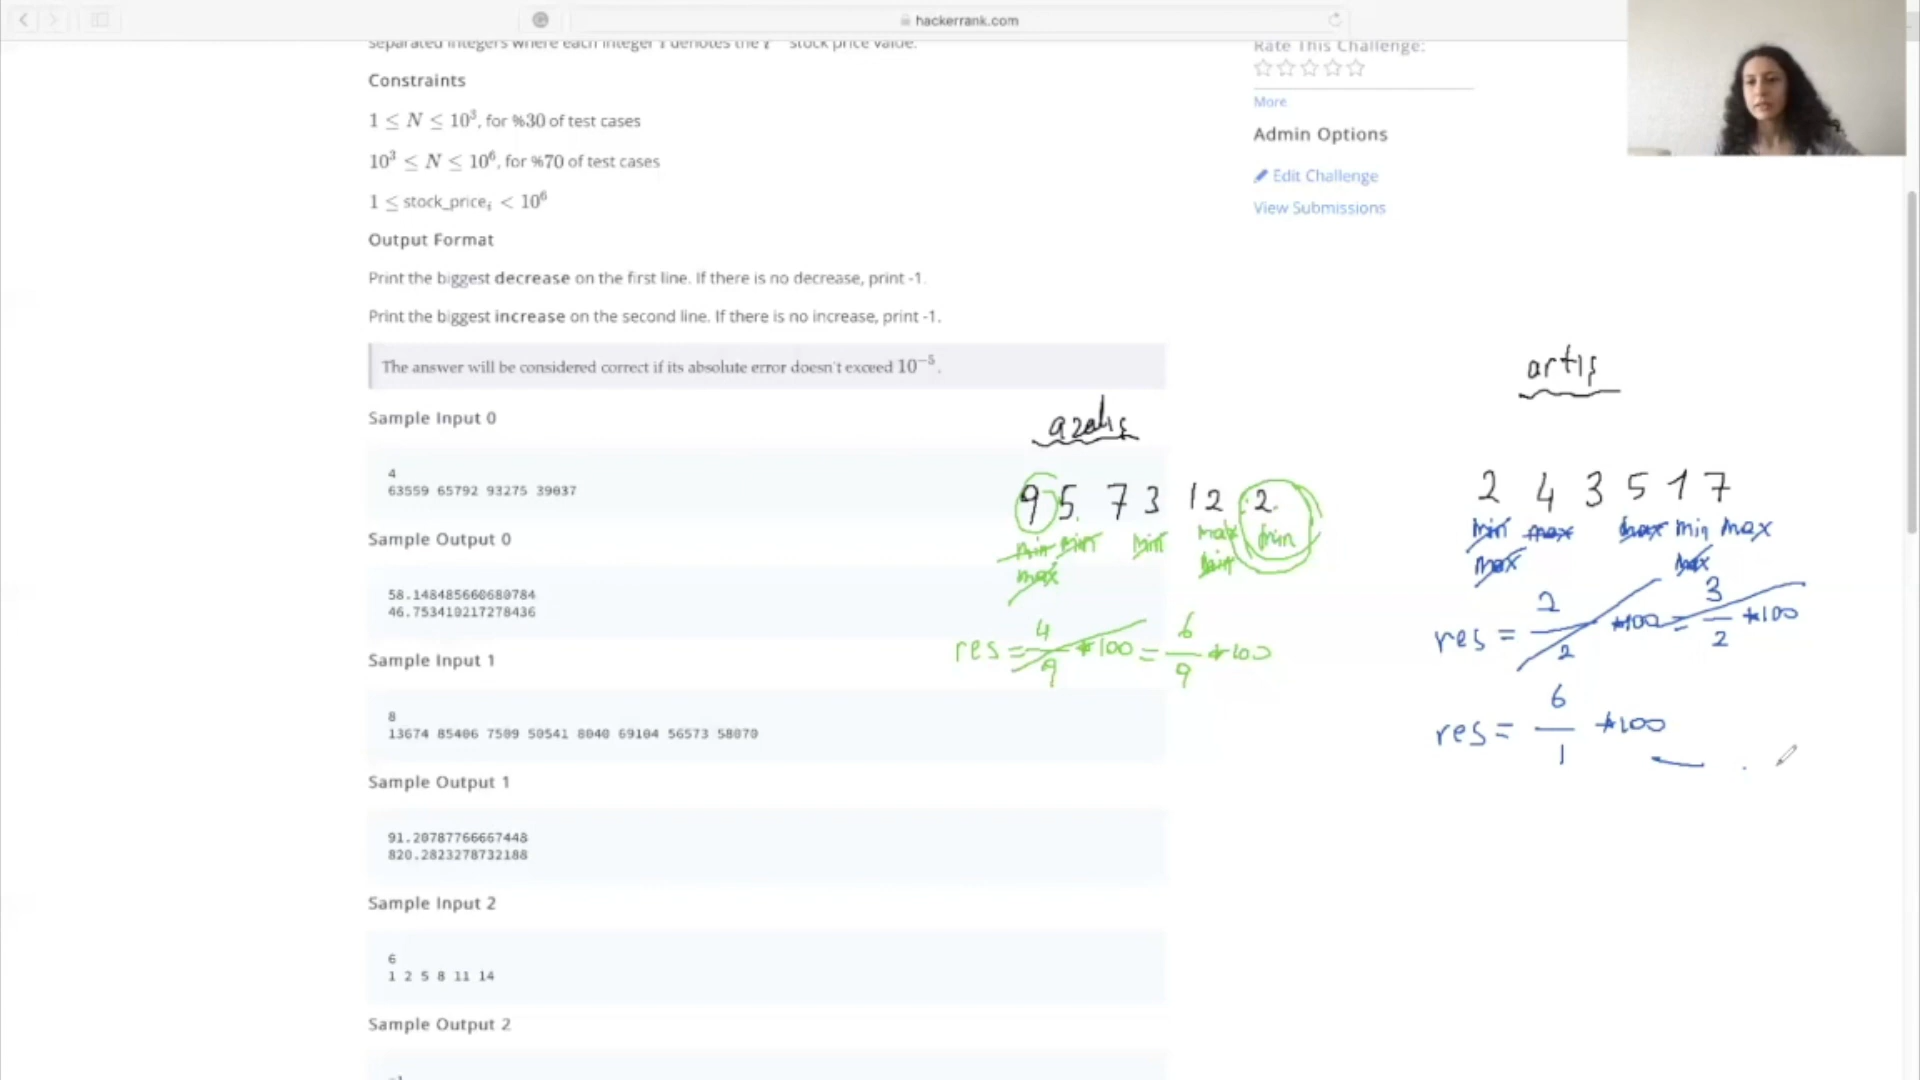 hackerrank.com
Rate This Challenge:
More
Admin Options
Edit Challenge
View Submissions
Constraints
1 ≤ N ≤ 10³, for %30 of test cases
10³ ≤ N ≤ 10⁶, for %70 of test cases
1 ≤ stock_priceᵢ < 10⁶
Output Format
Print the biggest decrease on the first line. If there is no decrease, print -1.
Print the biggest increase on the second line. If there is no increase, print -1.
The answer will be considered correct if its absolute error doesn't exceed 10⁻⁵.
Sample Input 0
4
63559 65792 93275 39037
Sample Output 0
58.148485660680784
46.753410217278436
Sample Input 1
8
13674 85406 7509 50541 8040 69104 56573 58070
Sample Output 1
91.20787766667448
820.2823278732188
Sample Input 2
6
1 2 5 8 11 14
Sample Output 2
-1
azalış
9 5 7 3 12 2
min min min max min
max min
res = 4/9 * 100 = 6/9 * 100
artış
2 4 3 5 1 7
min max max min max
max max
res = 2/2 * 100 = 3/2 * 100
res = 6/1 * 100